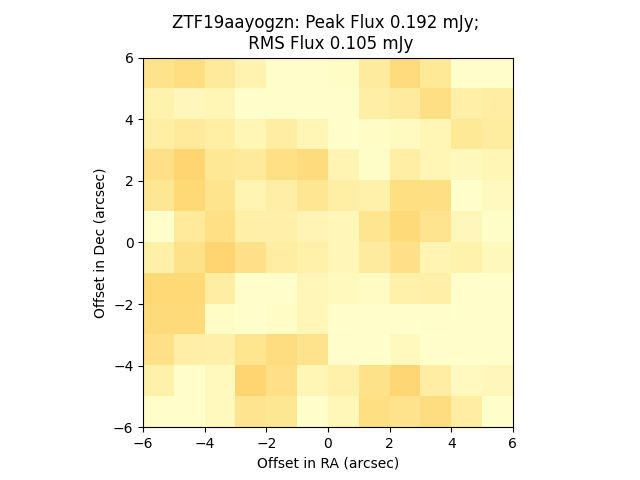 ZTF19aayogzn: Peak Flux 0.192 mJy;
RMS Flux 0.105 mJy
6
4
2
0
−2
−4
−6
Offset in Dec (arcsec)
−6 −4 −2 0 2 4 6
Offset in RA (arcsec)